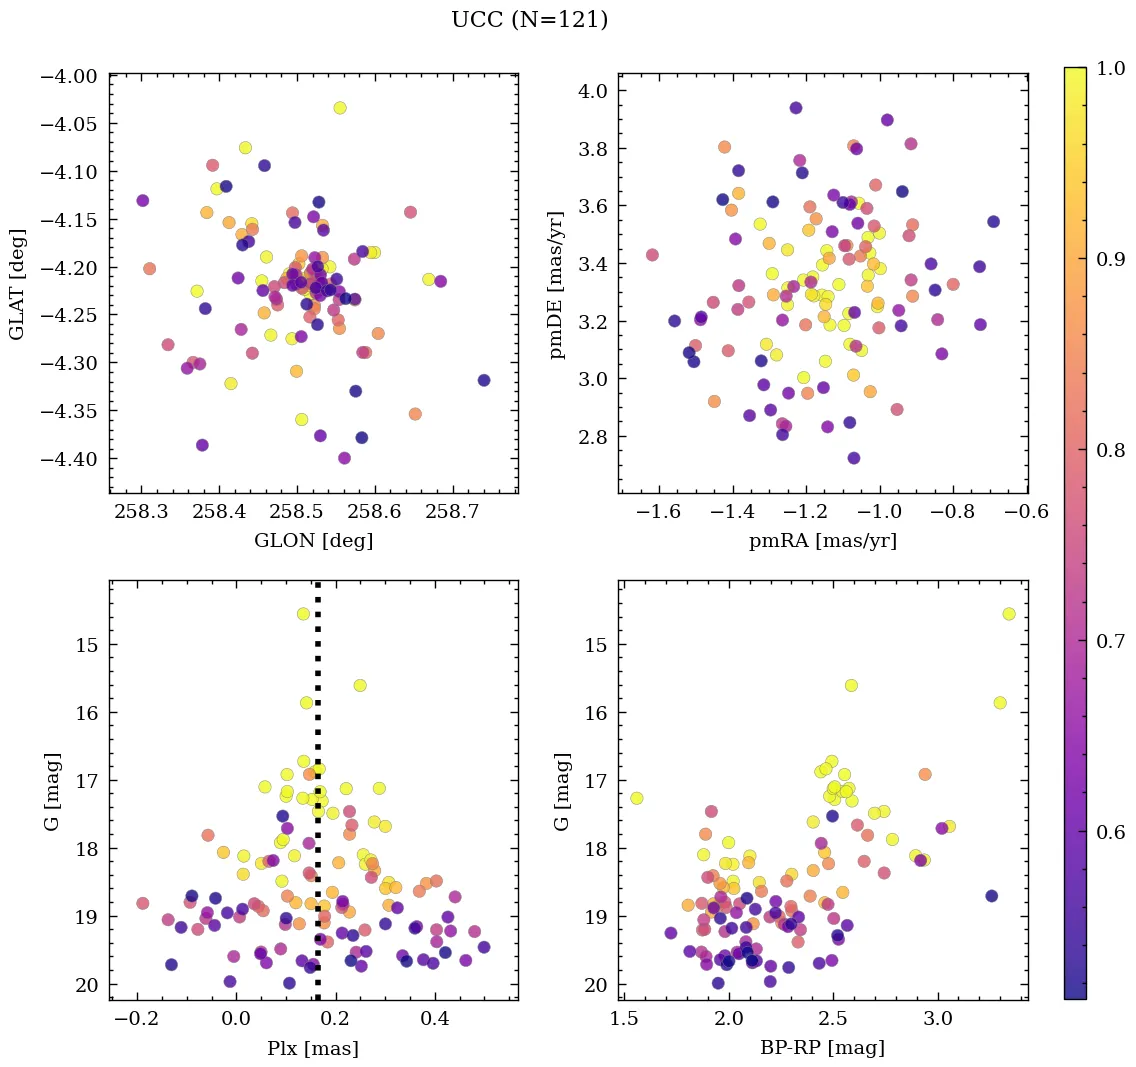 UCC (N=121)
−4.00
−4.05
−4.10
−4.15
−4.20
−4.25
−4.30
−4.35
−4.40
GLAT [deg]
258.3 258.4 258.5 258.6 258.7
GLON [deg]
4.0
3.8
3.6
3.4
3.2
3.0
2.8
pmDE [mas/yr]
−1.6 −1.4 −1.2 −1.0 −0.8 −0.6
pmRA [mas/yr]
15
16
17
18
19
20
G [mag]
−0.2 0.0 0.2 0.4
Plx [mas]
15
16
17
18
19
20
G [mag]
1.5 2.0 2.5 3.0
BP-RP [mag]
1.0
0.9
0.8
0.7
0.6